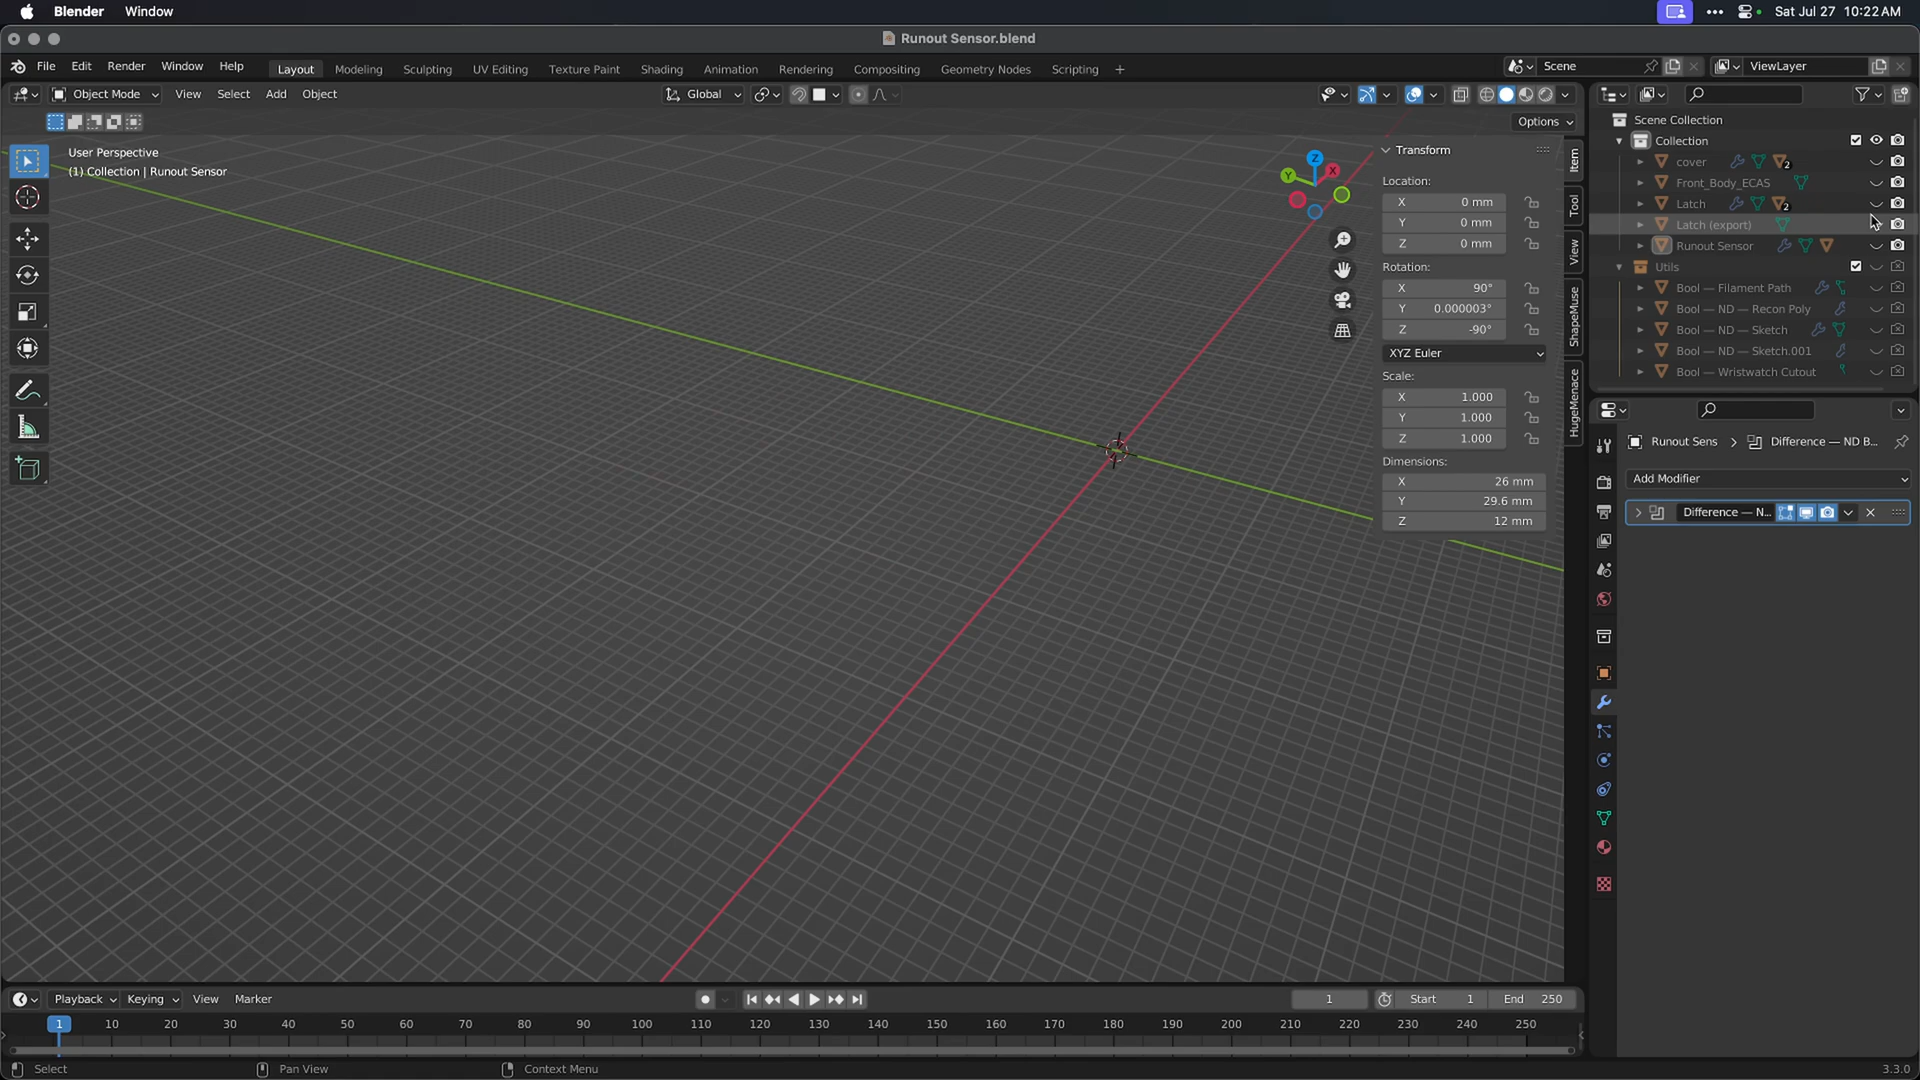 Blender Window
Sat Jul 27 10:22 AM
Runout Sensor.blend
File Edit Render Window Help
Layout Modeling Sculpting UV Editing Texture Paint Shading Animation Rendering Compositing Geometry Nodes Scripting +
Scene
ViewLayer
Object Mode View Select Add Object
Global
Options
User Perspective
(1) Collection | Runout Sensor
Z
X
Y
Transform
Location:
X 0 mm
Y 0 mm
Z 0 mm
Rotation:
X 90°
Y 0.000003°
Z -90°
XYZ Euler
Scale:
X 1.000
Y 1.000
Z 1.000
Dimensions:
X 26 mm
Y 29.6 mm
Z 12 mm
Item
Tool
View
ShapeMuse
HugeMenace
Scene Collection
Collection
cover 2
Front_Body_ECAS
Latch 2
Latch (export)
Runout Sensor
Utils
Bool — Filament Path
Bool — ND — Recon Poly
Bool — ND — Sketch
Bool — ND — Sketch.001
Bool — Wristwatch Cutout
Runout Sens > Difference — ND B...
Add Modifier
Difference — N...
Playback Keying View Marker
1
Start 1
End 250
1 10 20 30 40 50 60 70 80 90 100 110 120 130 140 150 160 170 180 190 200 210 220 230 240 250
Select
Pan View
Context Menu
3.3.0